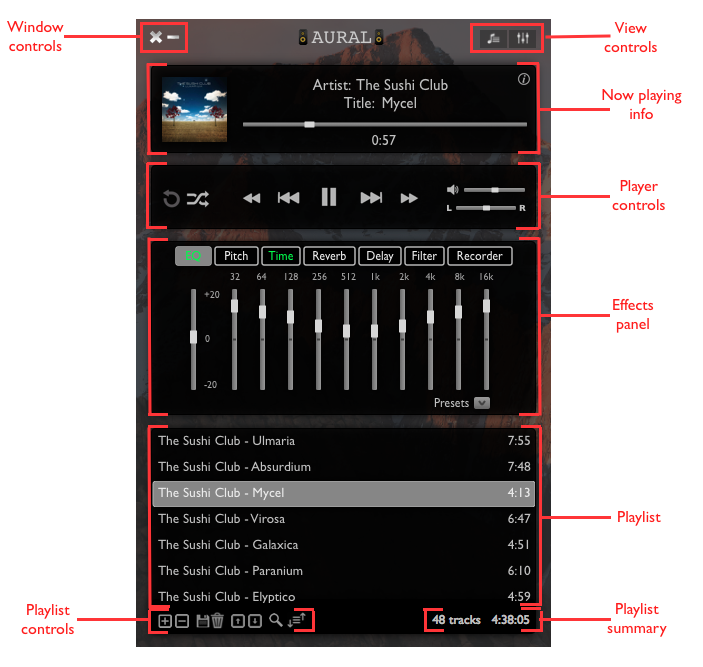 Window
controls
AURAL
View
controls
Artist: The Sushi Club
Title: Mycel
0:57
Now playing
info
L R
Player
controls
EQ Pitch Time Reverb Delay Filter Recorder
32 64 128 256 512 1k 2k 4k 8k 16k
+20
0
-20
Presets
Effects
panel
The Sushi Club - Ulmaria 7:55
The Sushi Club - Absurdium 7:48
The Sushi Club - Mycel 4:13
The Sushi Club - Virosa 6:47
The Sushi Club - Galaxica 4:51
The Sushi Club - Paranium 6:10
The Sushi Club - Elyptico 4:59
Playlist
Playlist
controls
48 tracks 4:38:05
Playlist
summary